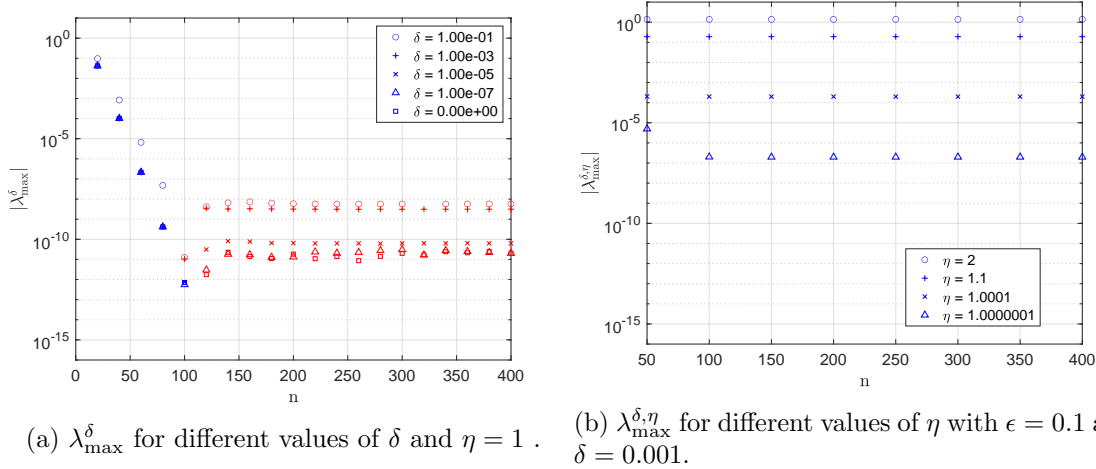 10^0
10^-5
10^-10
10^-15
|λ^δ_max|
0 50 100 150 200 250 300 350 400
n
δ = 1.00e-01
δ = 1.00e-03
δ = 1.00e-05
δ = 1.00e-07
δ = 0.00e+00
(a) λ^δ_max for different values of δ and η = 1 .
10^0
10^-5
10^-10
10^-15
|λ^δ,η_max|
50 100 150 200 250 300 350 400
n
η = 2
η = 1.1
η = 1.0001
η = 1.0000001
(b) λ^δ,η_max for different values of η with ϵ = 0.1
δ = 0.001.